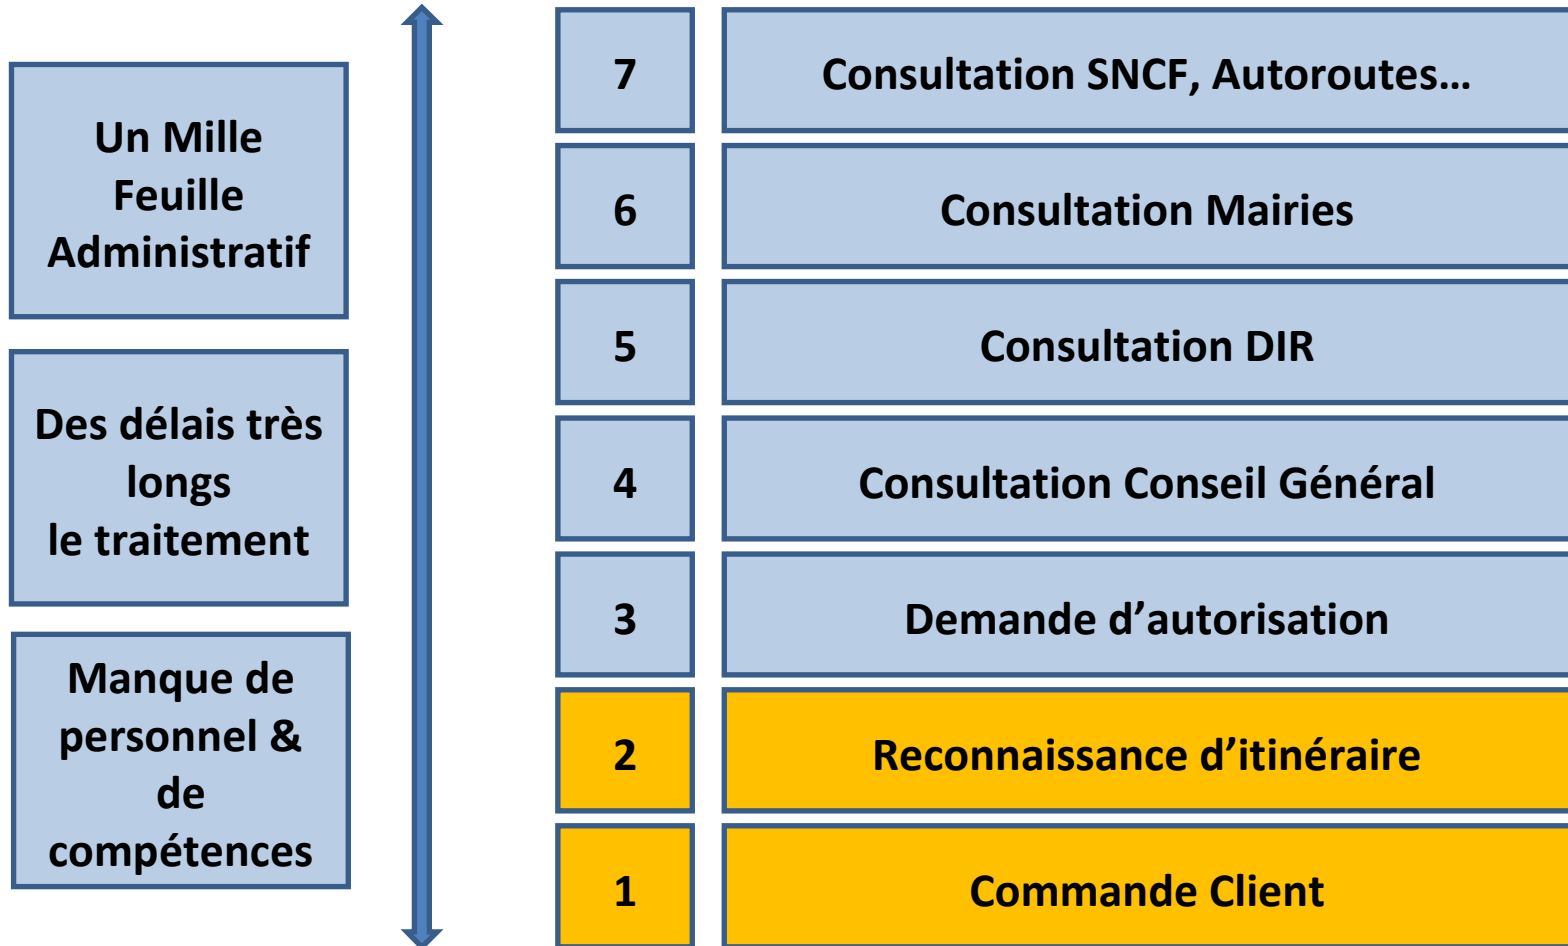 Un Mille
Feuille
Administratif
Des délais très
longs
le traitement
Manque de
personnel &
de
compétences
7
Consultation SNCF, Autoroutes…
6
Consultation Mairies
5
Consultation DIR
4
Consultation Conseil Général
3
Demande d’autorisation
2
Reconnaissance d’itinéraire
1
Commande Client